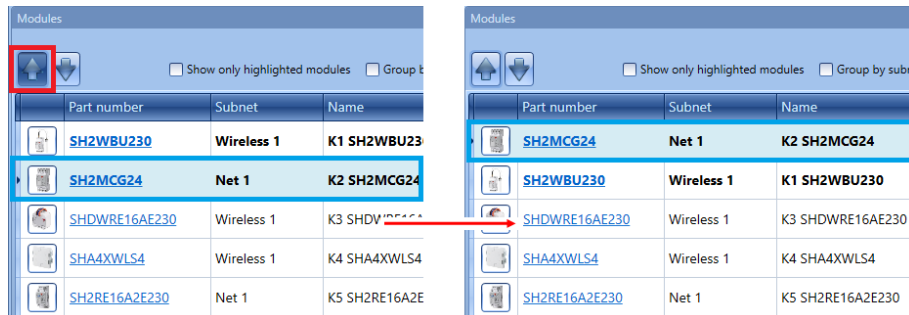 Modules
Show only highlighted modules Group b
Part number Subnet Name
SH2WBU230 Wireless 1 K1 SH2WBU23
SH2MCG24 Net 1 K2 SH2MCG24
SHDWRE16AE230 Wireless 1 K3
SHA4XWLS4 Wireless 1 K4 SHA4XWLS4
SH2RE16A2E230 Net 1 K5 SH2RE16A2E
Modules
Show only highlighted modules Group by subn
Part number Subnet Name
SH2MCG24 Net 1 K2 SH2MCG24
SH2WBU230 Wireless 1 K1 SH2WBU230
SHDWRE16AE230 Wireless 1 K3 SHDWRE16AE230
SHA4XWLS4 Wireless 1 K4 SHA4XWLS4
SH2RE16A2E230 Net 1 K5 SH2RE16A2E230